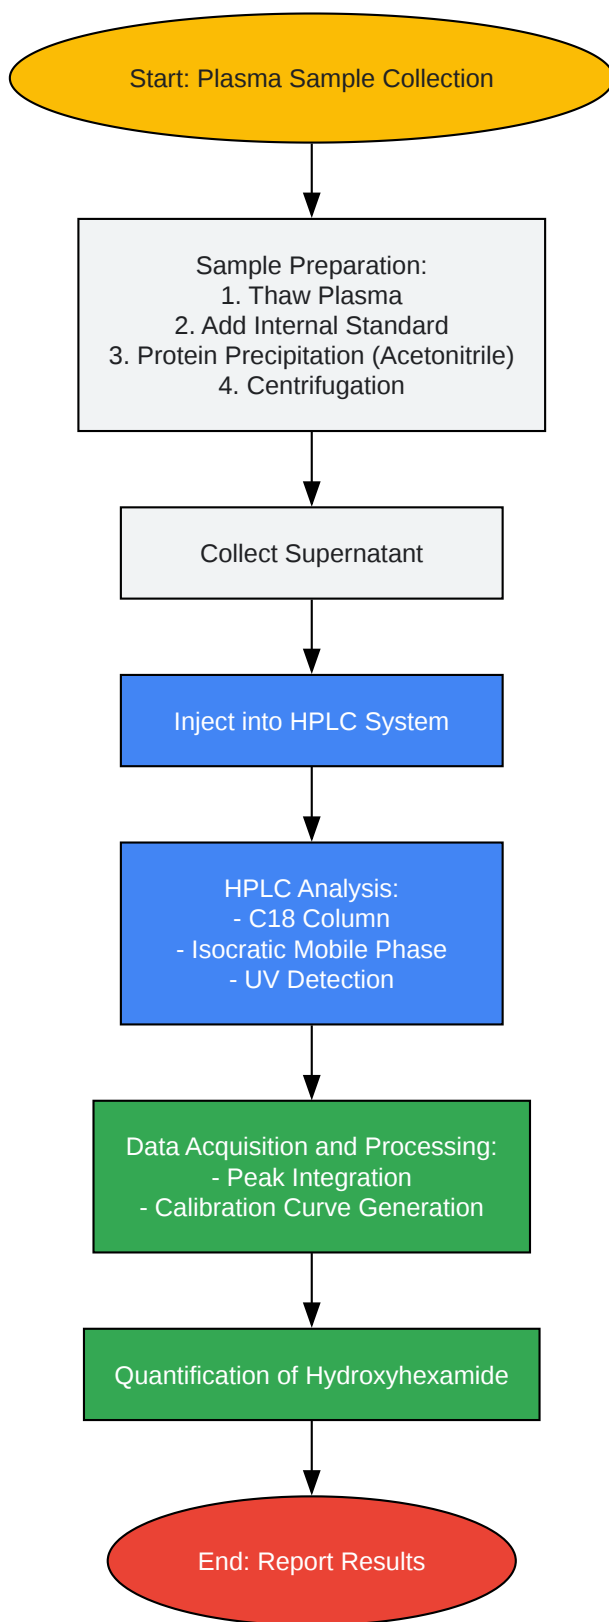 Start: Plasma Sample Collection
Sample Preparation:
1. Thaw Plasma
2. Add Internal Standard
3. Protein Precipitation (Acetonitrile)
4. Centrifugation
Collect Supernatant
Inject into HPLC System
HPLC Analysis:
- C18 Column
- Isocratic Mobile Phase
- UV Detection
Data Acquisition and Processing:
- Peak Integration
- Calibration Curve Generation
Quantification of Hydroxyhexamide
End: Report Results